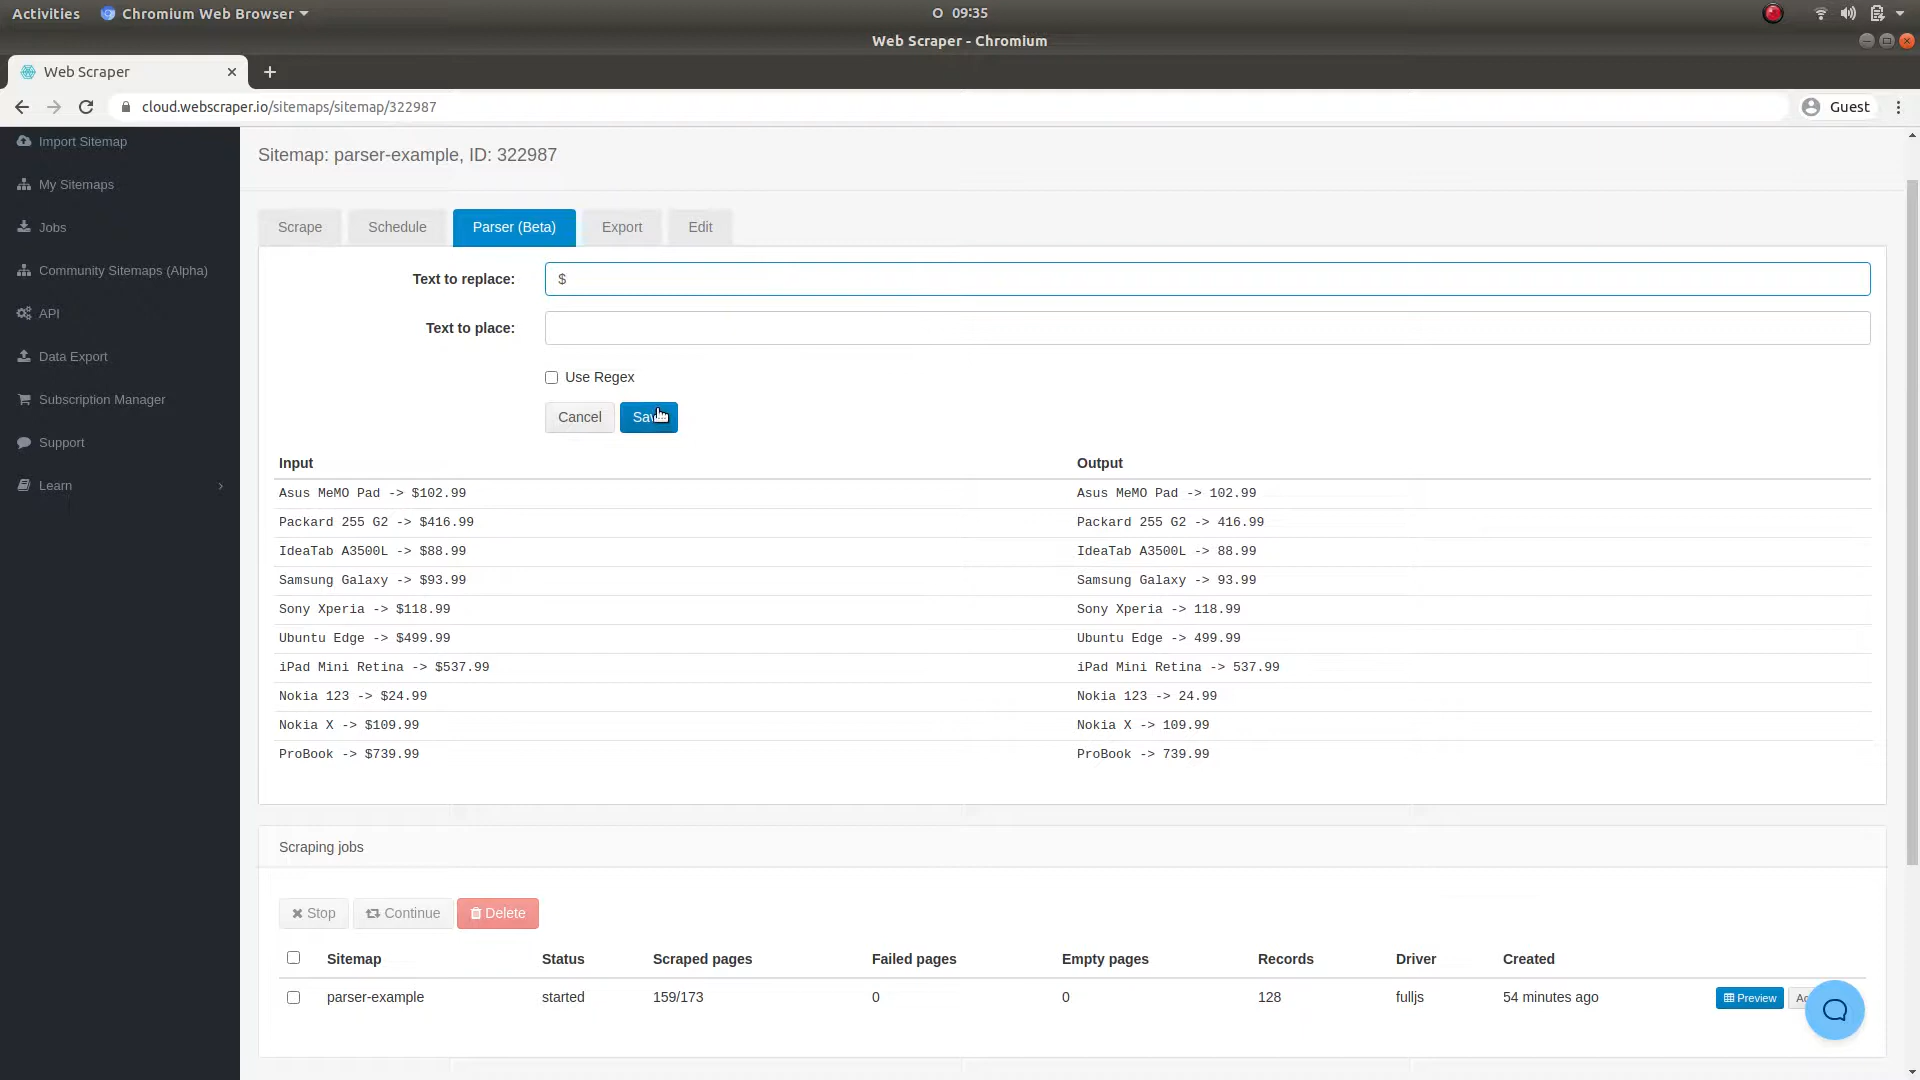 Activities Chromium Web Browser 09:35
Web Scraper - Chromium
Web Scraper
cloud.webscraper.io/sitemaps/sitemap/322987 Guest
Import Sitemap
My Sitemaps
Jobs
Community Sitemaps (Alpha)
API
Data Export
Subscription Manager
Support
Learn
Sitemap: parser-example, ID: 322987
Scrape Schedule Parser (Beta) Export Edit
Text to replace: $
Text to place:
Use Regex
Cancel
Input Output
Asus MeMO Pad -> $102.99 Asus MeMO Pad -> 102.99
Packard 255 G2 -> $416.99 Packard 255 G2 -> 416.99
IdeaTab A3500L -> $88.99 IdeaTab A3500L -> 88.99
Samsung Galaxy -> $93.99 Samsung Galaxy -> 93.99
Sony Xperia -> $118.99 Sony Xperia -> 118.99
Ubuntu Edge -> $499.99 Ubuntu Edge -> 499.99
iPad Mini Retina -> $537.99 iPad Mini Retina -> 537.99
Nokia 123 -> $24.99 Nokia 123 -> 24.99
Nokia X -> $109.99 Nokia X -> 109.99
ProBook -> $739.99 ProBook -> 739.99
Scraping jobs
Stop Continue Delete
Sitemap Status Scraped pages Failed pages Empty pages Records Driver Created
parser-example started 159/173 0 0 128 fulljs 54 minutes ago Preview